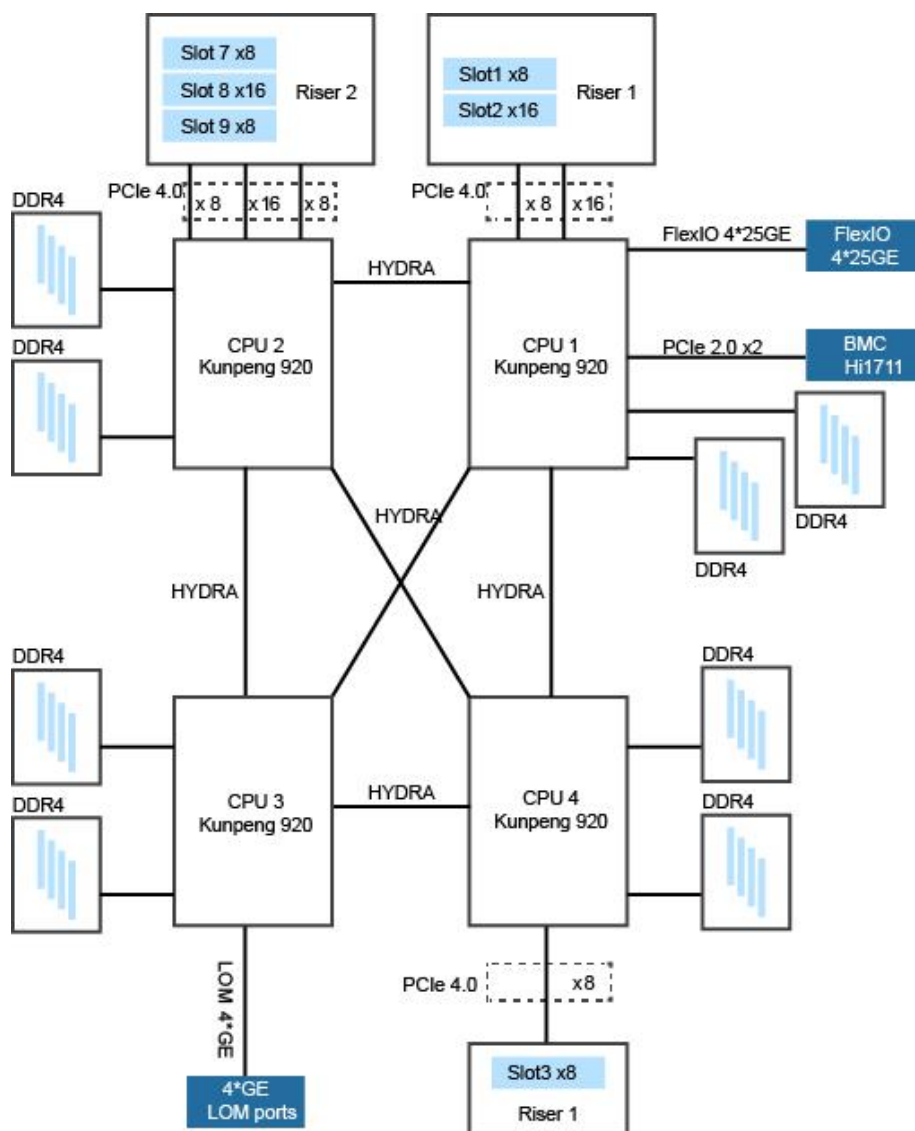 Slot 7 x8
Slot 8 x16
Slot 9 x8
Riser 2
Slot1 x8
Slot2 x16
Riser 1
PCIe 4.0
x 8
x16
x8
PCIe 4.0
x 8
x16
DDR4
DDR4
CPU 2
Kunpeng 920
HYDRA
CPU 1
Kunpeng 920
FlexIO 4*25GE
FlexIO
4*25GE
PCIe 2.0 x2
BMC
Hi1711
DDR4
DDR4
HYDRA
HYDRA
HYDRA
DDR4
DDR4
CPU 3
Kunpeng 920
HYDRA
CPU 4
Kunpeng 920
DDR4
DDR4
LOM 4*GE
4*GE
LOM ports
PCIe 4.0
x8
Slot3 x8
Riser 1